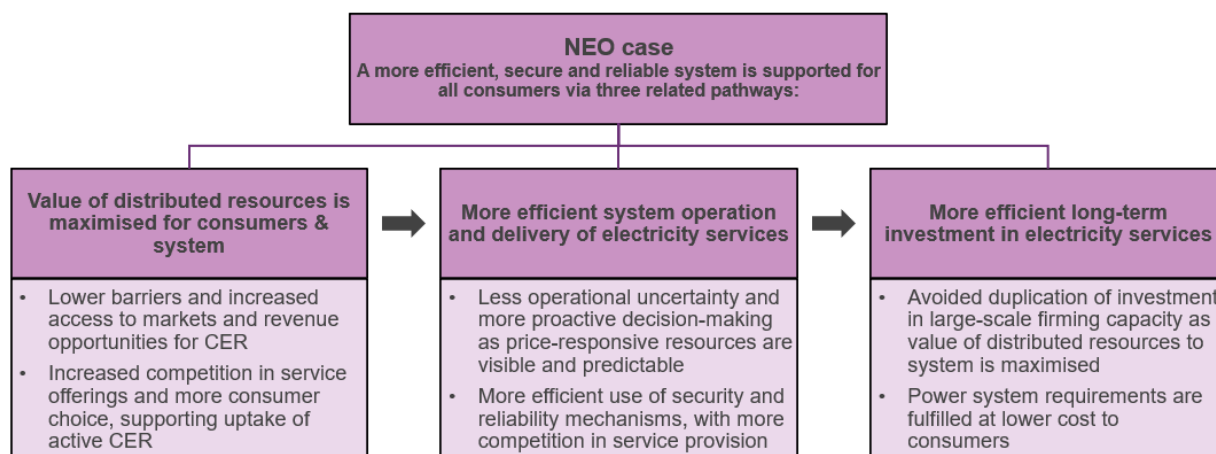 NEO case
A more efficient, secure and reliable system is supported for
all consumers via three related pathways:
Value of distributed resources is
maximised for consumers &
system
• Lower barriers and increased
access to markets and revenue
opportunities for CER
• Increased competition in service
offerings and more consumer
choice, supporting uptake of
active CER
More efficient system operation
and delivery of electricity services
• Less operational uncertainty and
more proactive decision-making
as price-responsive resources are
visible and predictable
• More efficient use of security and
reliability mechanisms, with more
competition in service provision
More efficient long-term
investment in electricity services
• Avoided duplication of investment
in large-scale firming capacity as
value of distributed resources to
system is maximised
• Power system requirements are
fulfilled at lower cost to
consumers